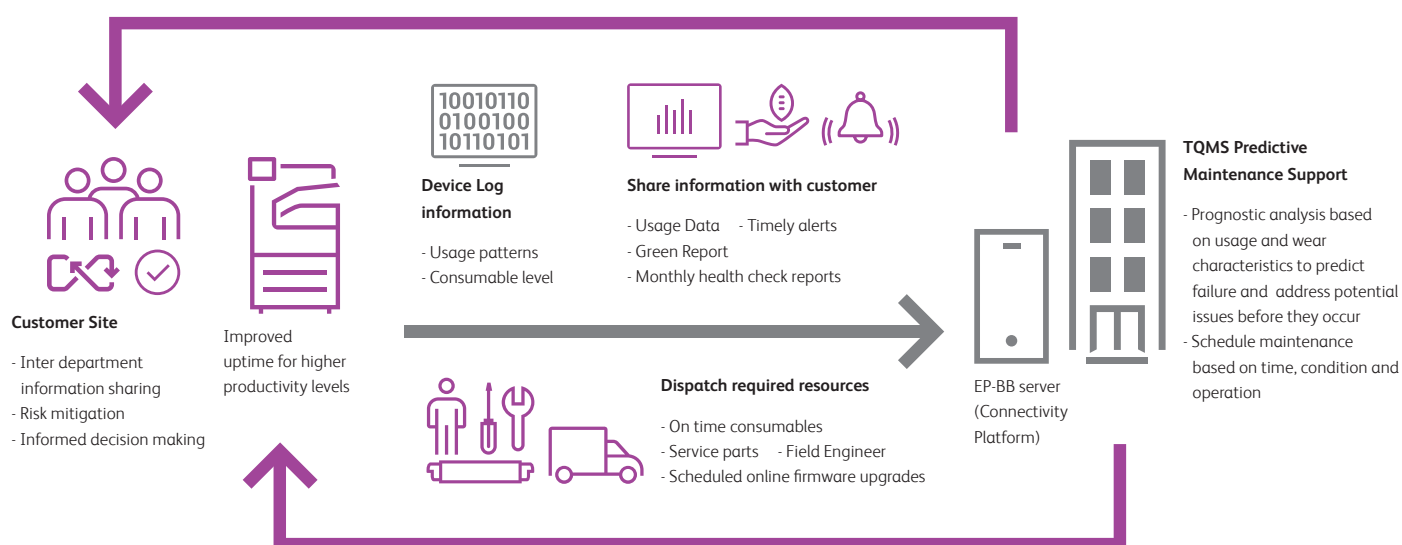 10010110
0100100
10110101
Device Log
information
- Usage patterns
- Consumable level
Share information with customer
- Usage Data - Timely alerts
- Green Report
- Monthly health check reports
TQMS Predictive
Maintenance Support
- Prognostic analysis based
on usage and wear
characteristics to predict
failure and address potential
issues before they occur
- Schedule maintenance
based on time, condition and
operation
Customer Site
- Inter department
information sharing
- Risk mitigation
- Informed decision making
Improved
uptime for higher
productivity levels
Dispatch required resources
- On time consumables
- Service parts - Field Engineer
- Scheduled online firmware upgrades
EP-BB server
(Connectivity
Platform)